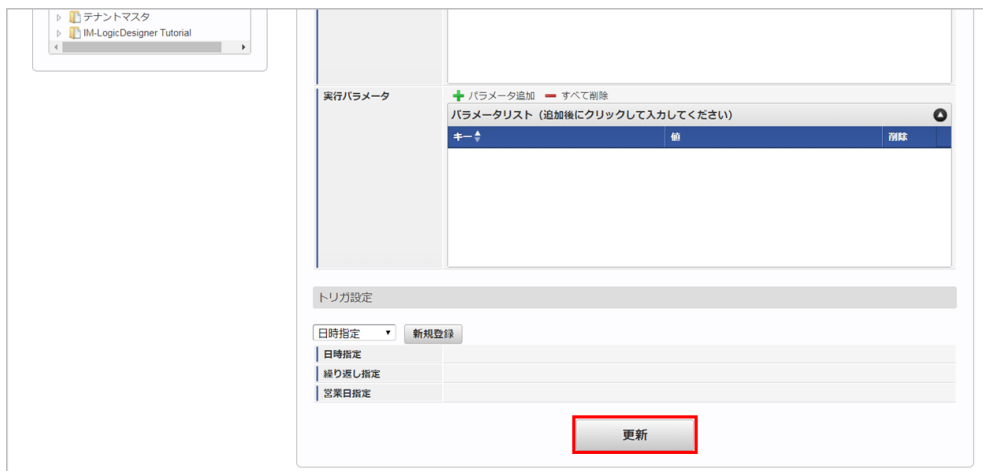 テナントマスタ
IM-LogicDesigner Tutorial
実行パラメータ
パラメータ追加 すべて削除
パラメータリスト（追加後にクリックして入力してください）
キー 値 削除
トリガ設定
日時指定 新規登録
日時指定
繰り返し指定
営業日指定
更新